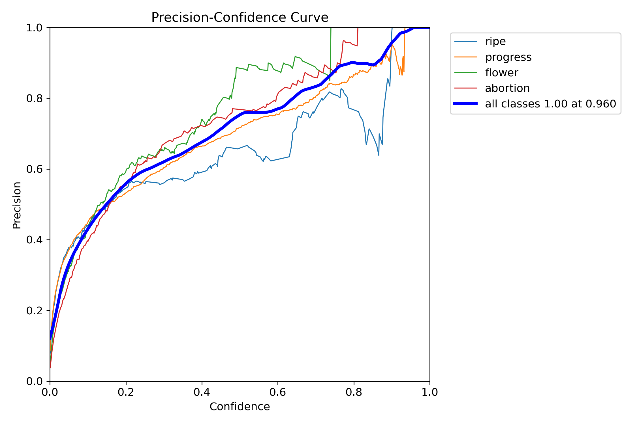 Precision-Confidence Curve
1.0
0.8
0.6
0.4
0.2
0.0
Precision
0.0 0.2 0.4 0.6 0.8 1.0
Confidence
ripe
progress
flower
abortion
all classes 1.00 at 0.960